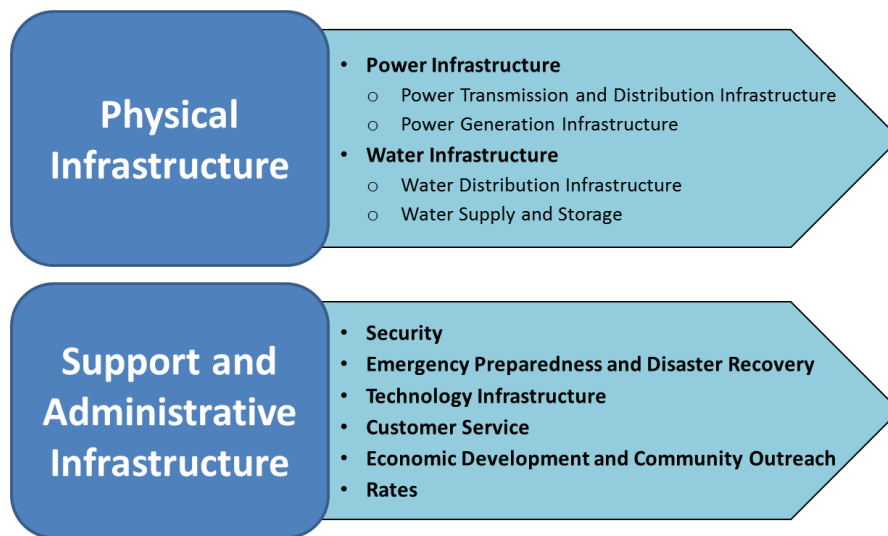 Physical
Infrastructure
• Power Infrastructure
o Power Transmission and Distribution Infrastructure
o Power Generation Infrastructure
• Water Infrastructure
o Water Distribution Infrastructure
o Water Supply and Storage
Support and
Administrative
Infrastructure
• Security
• Emergency Preparedness and Disaster Recovery
• Technology Infrastructure
• Customer Service
• Economic Development and Community Outreach
• Rates